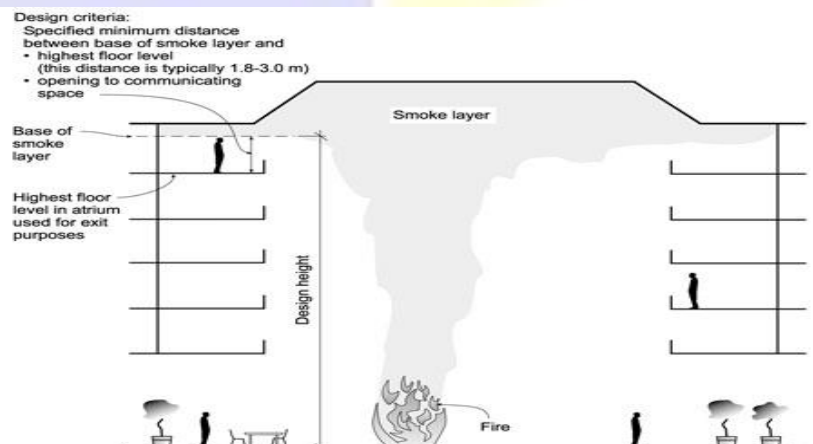 Design criteria:
Specified minimum distance
between base of smoke layer and
• highest floor level
(this distance is typically 1.8-3.0 m)
• opening to communicating
space
Smoke layer
Base of
smoke
layer
Highest floor
level in atrium
used for exit
purposes
Design height
Fire